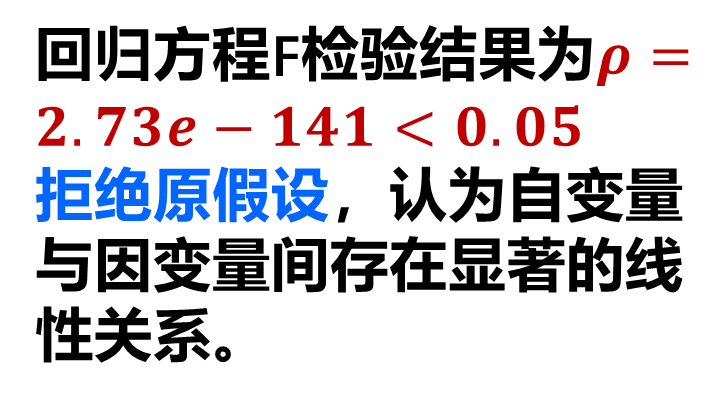 回归方程F检验结果为ρ =
2.73e − 141 < 0.05
拒绝原假设，认为自变量
与因变量间存在显著的线
性关系。